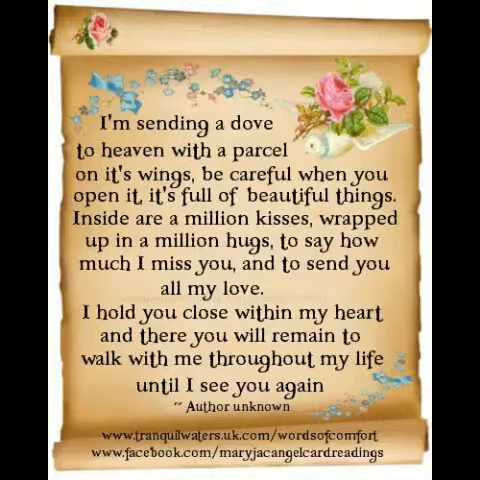 I'm sending a dove
to heaven with a parcel
on it's wings, be careful when you
open it, it's full of beautiful things.
Inside are a million kisses, wrapped
up in a million hugs, to say how
much I miss you, and to send you
all my love.
I hold you close within my heart
and there you will remain to
walk with me throughout my life
until I see you again
~ Author unknown
www.tranquilwaters.uk.com/wordsofcomfort
www.facebook.com/maryjacangelcardreadings